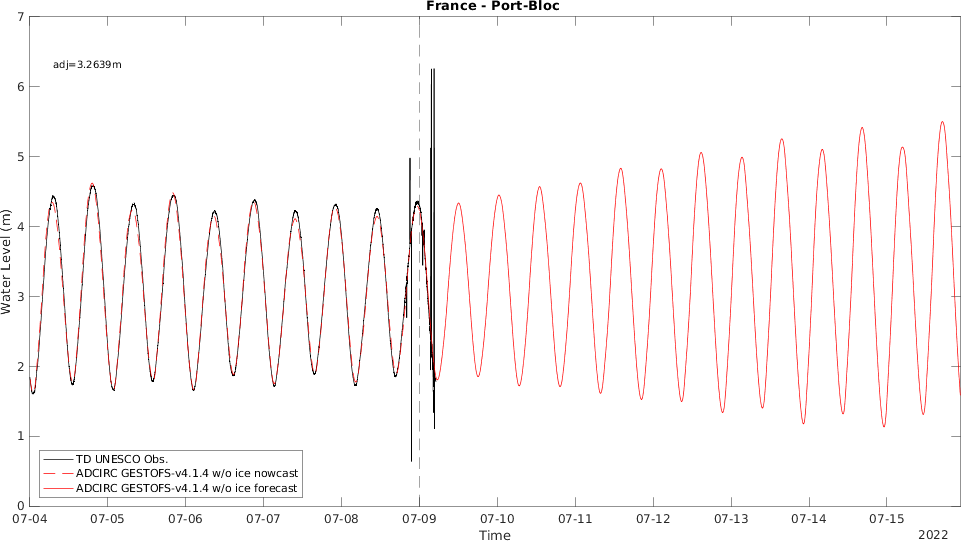 France - Port-Bloc
7
adj=3.2639m
6
5
4
3
2
1
0
Water Level (m)
TD UNESCO Obs.
ADCIRC GESTOFS-v4.1.4 w/o ice nowcast
ADCIRC GESTOFS-v4.1.4 w/o ice forecast
07-04 07-05 07-06 07-07 07-08 07-09 07-10 07-11 07-12 07-13 07-14 07-15
Time
2022